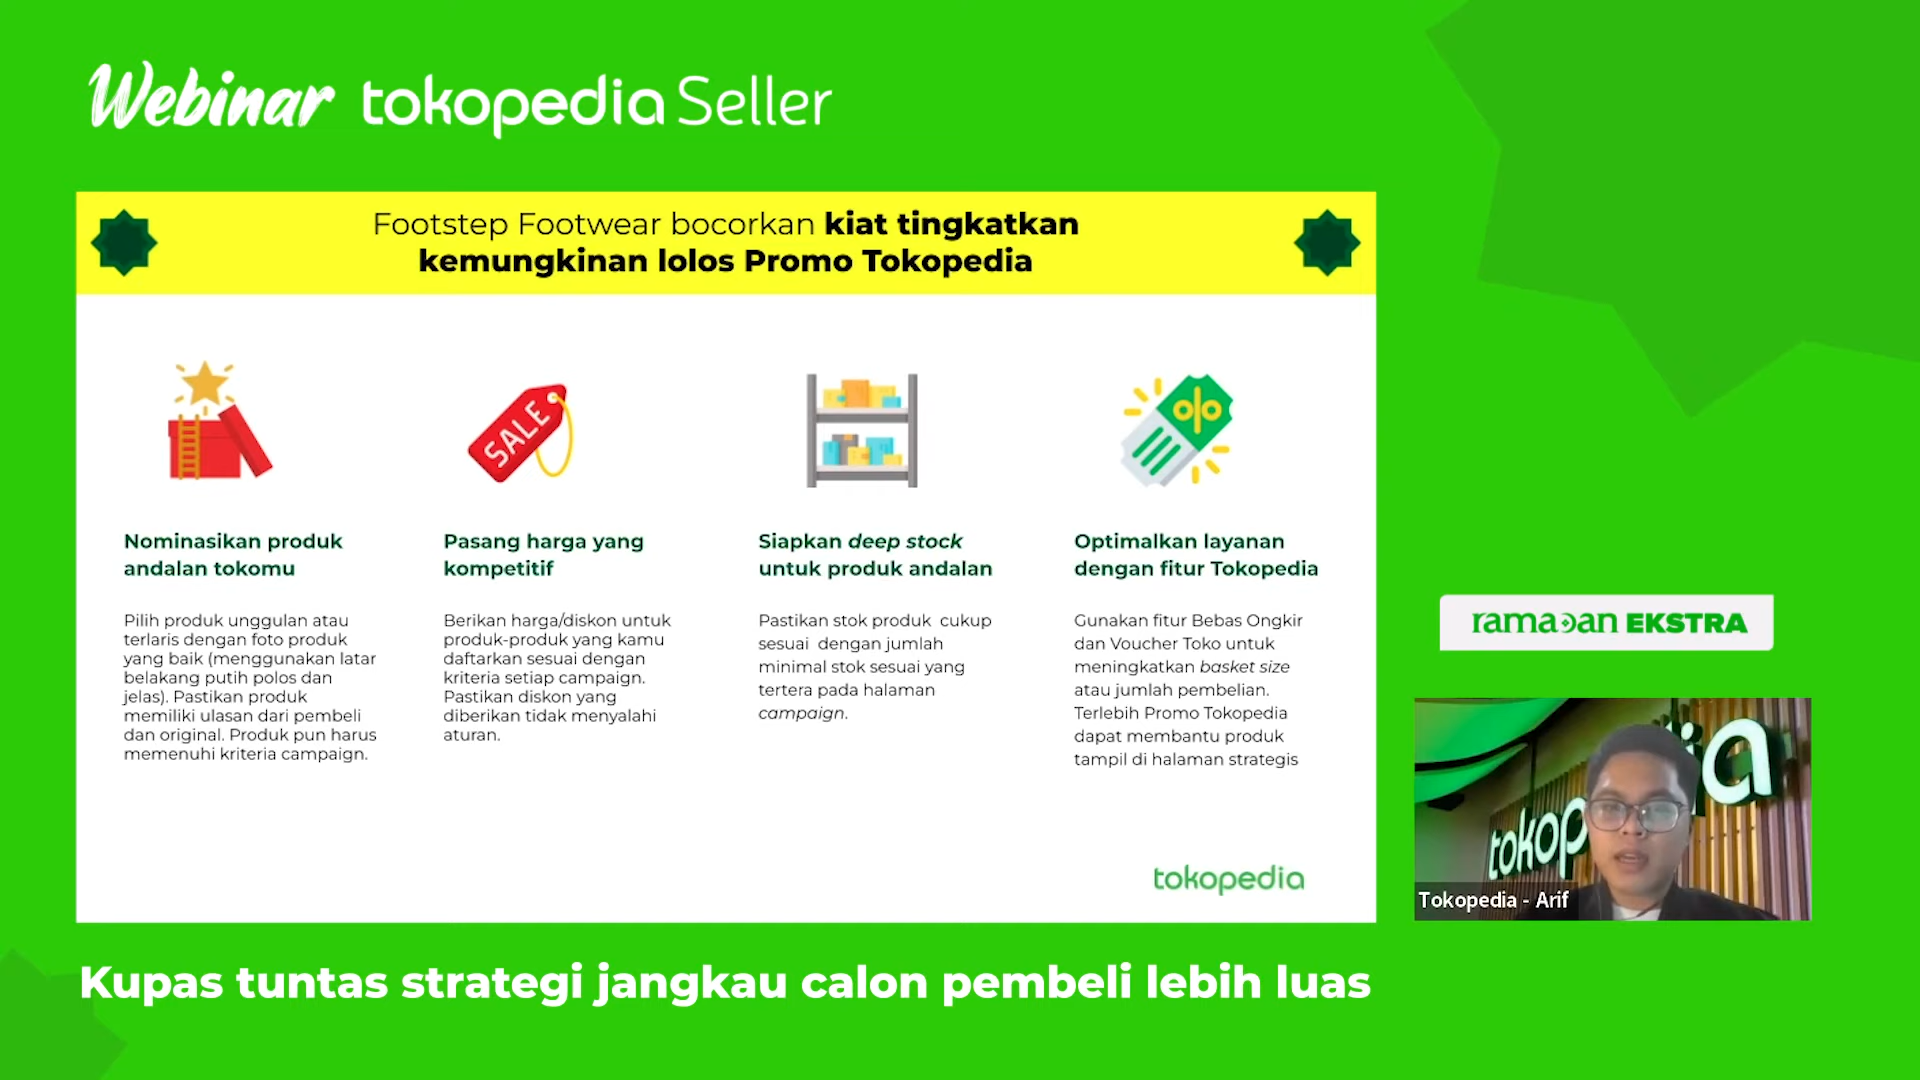 Webinar tokopedia Seller
Footstep Footwear bocorkan kiat tingkatkan
kemungkinan lolos Promo Tokopedia
SALE
%
Nominasikan produk
andalan tokomu
Pilih produk unggulan atau
terlaris dengan foto produk
yang baik (menggunakan latar
belakang putih polos dan
jelas). Pastikan produk
memiliki ulasan dari pembeli
dan original. Produk pun harus
memenuhi kriteria campaign.
Pasang harga yang
kompetitif
Berikan harga/diskon untuk
produk-produk yang kamu
daftarkan sesuai dengan
kriteria setiap campaign.
Pastikan diskon yang
diberikan tidak menyalahi
aturan.
Siapkan deep stock
untuk produk andalan
Pastikan stok produk  cukup
sesuai  dengan jumlah
minimal stok sesuai yang
tertera pada halaman
campaign.
Optimalkan layanan
dengan fitur Tokopedia
Gunakan fitur Bebas Ongkir
dan Voucher Toko untuk
meningkatkan basket size
atau jumlah pembelian.
Terlebih Promo Tokopedia
dapat membantu produk
tampil di halaman strategis
tokopedia
ramadan EKSTRA
tokop ia
Tokopedia - Arif
Kupas tuntas strategi jangkau calon pembeli lebih luas